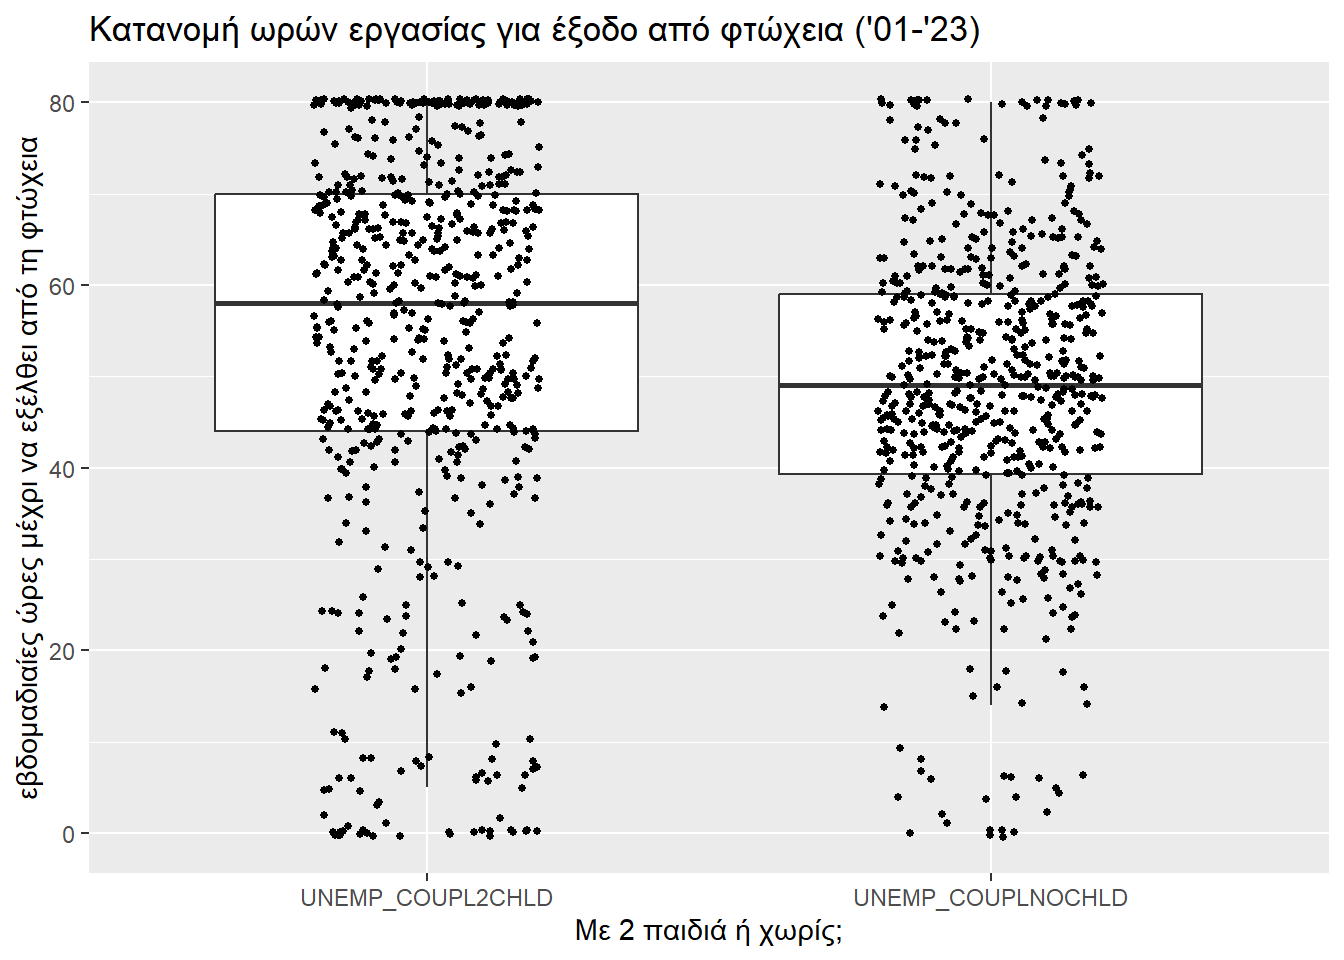 Κατανομή ωρών εργασίας για έξοδο από φτώχεια ('01-'23)
εβδομαδιαίες ώρες μέχρι να εξέλθει από τη φτώχεια
80
60
40
20
0
UNEMP_COUPL2CHLD
UNEMP_COUPLNOCHLD
Με 2 παιδιά ή χωρίς;